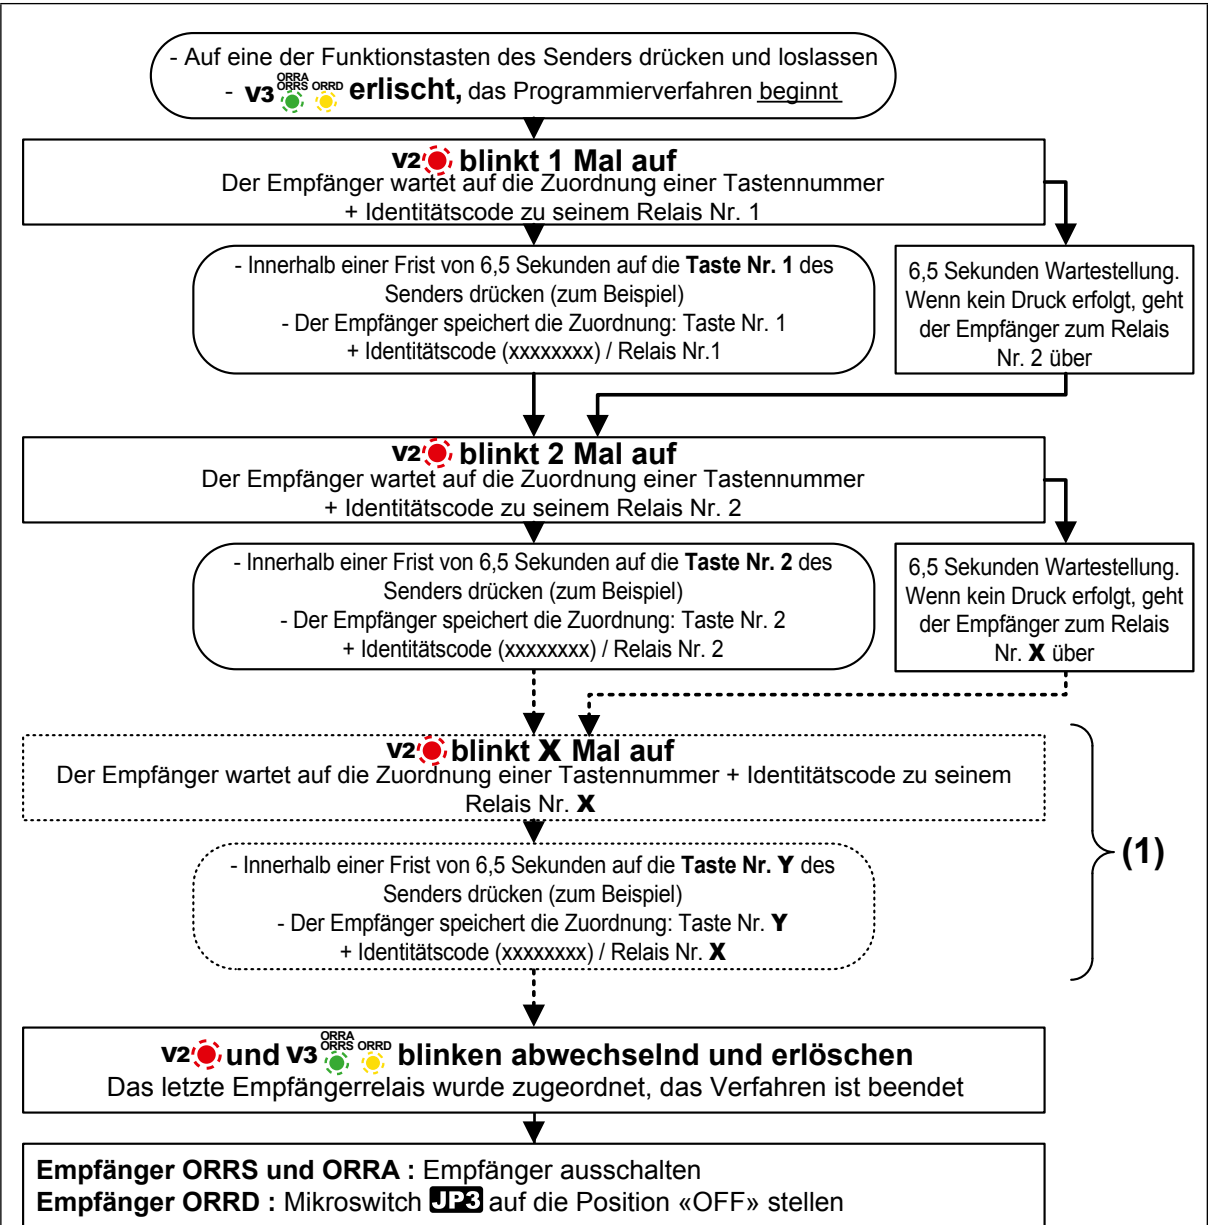 - Auf eine der Funktionstasten des Senders drücken und loslassen
- V3 ORRA ORRS ORRD erlischt, das Programmierverfahren beginnt
V2 blinkt 1 Mal auf
Der Empfänger wartet auf die Zuordnung einer Tastennummer
+ Identitätscode zu seinem Relais Nr. 1
- Innerhalb einer Frist von 6,5 Sekunden auf die Taste Nr. 1 des
Senders drücken (zum Beispiel)
- Der Empfänger speichert die Zuordnung: Taste Nr. 1
+ Identitätscode (xxxxxxxx) / Relais Nr.1
6,5 Sekunden Wartestellung.
Wenn kein Druck erfolgt, geht
der Empfänger zum Relais
Nr. 2 über
V2 blinkt 2 Mal auf
Der Empfänger wartet auf die Zuordnung einer Tastennummer
+ Identitätscode zu seinem Relais Nr. 2
- Innerhalb einer Frist von 6,5 Sekunden auf die Taste Nr. 2 des
Senders drücken (zum Beispiel)
- Der Empfänger speichert die Zuordnung: Taste Nr. 2
+ Identitätscode (xxxxxxxx) / Relais Nr. 2
6,5 Sekunden Wartestellung.
Wenn kein Druck erfolgt, geht
der Empfänger zum Relais
Nr. X über
V2 blinkt X Mal auf
Der Empfänger wartet auf die Zuordnung einer Tastennummer + Identitätscode zu seinem
Relais Nr. X
- Innerhalb einer Frist von 6,5 Sekunden auf die Taste Nr. Y des
Senders drücken (zum Beispiel)
- Der Empfänger speichert die Zuordnung: Taste Nr. Y
+ Identitätscode (xxxxxxxx) / Relais Nr. X
(1)
V2 und V3 ORRA ORRS ORRD blinken abwechselnd und erlöschen
Das letzte Empfängerrelais wurde zugeordnet, das Verfahren ist beendet
Empfänger ORRS und ORRA : Empfänger ausschalten
Empfänger ORRD : Mikroswitch JP3 auf die Position «OFF» stellen